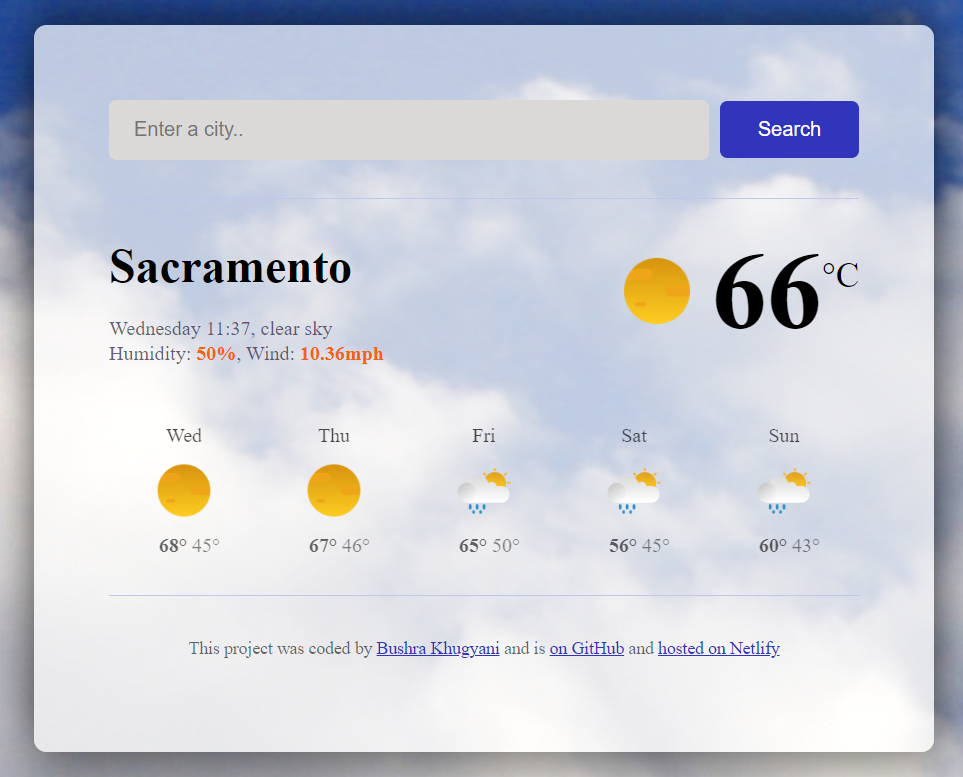 Enter a city..
Search
Sacramento
66°C
Wednesday 11:37, clear sky
Humidity: 50%, Wind: 10.36mph
Wed Thu Fri Sat Sun
68° 45° 67° 46° 65° 50° 56° 45° 60° 43°
This project was coded by Bushra Khugyani and is on GitHub and hosted on Netlify